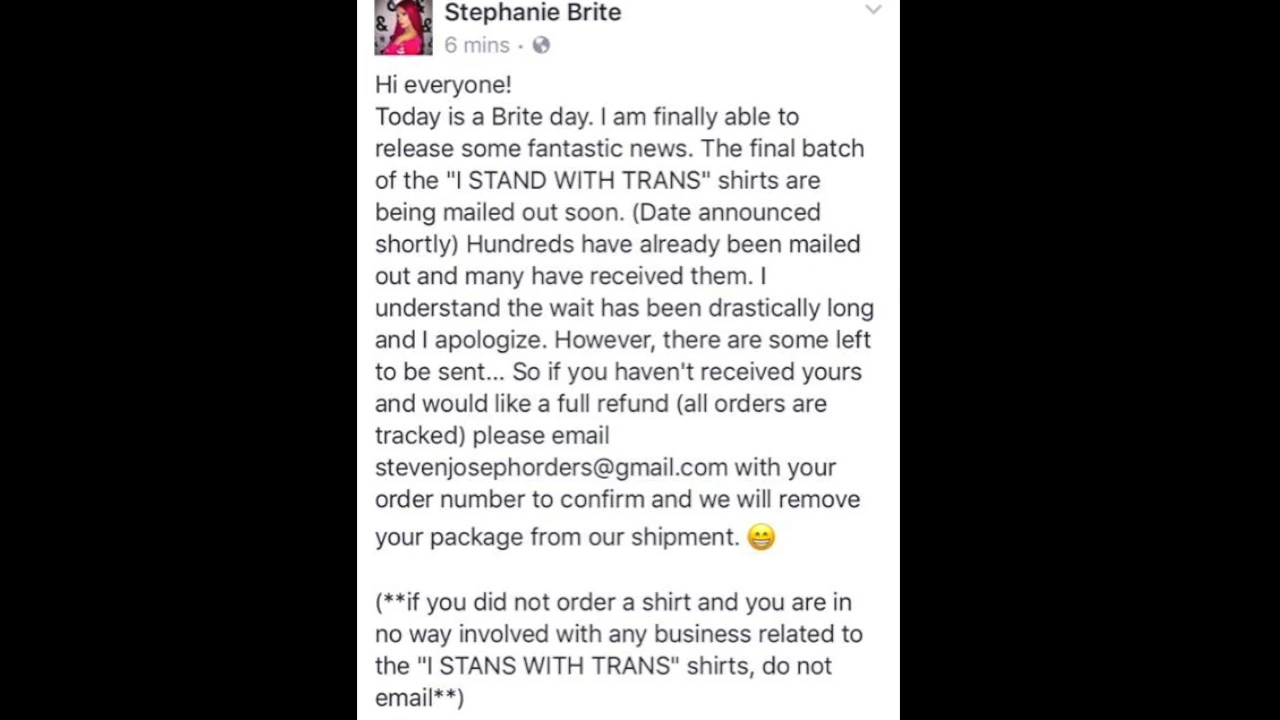 Stephanie Brite
6 mins ·
Hi everyone!
Today is a Brite day. I am finally able to
release some fantastic news. The final batch
of the "I STAND WITH TRANS" shirts are
being mailed out soon. (Date announced
shortly) Hundreds have already been mailed
out and many have received them. I
understand the wait has been drastically long
and I apologize. However, there are some left
to be sent... So if you haven't received yours
and would like a full refund (all orders are
tracked) please email
stevenjosephorders@gmail.com with your
order number to confirm and we will remove
your package from our shipment. 😄
(**if you did not order a shirt and you are in
no way involved with any business related to
the "I STANS WITH TRANS" shirts, do not
email**)